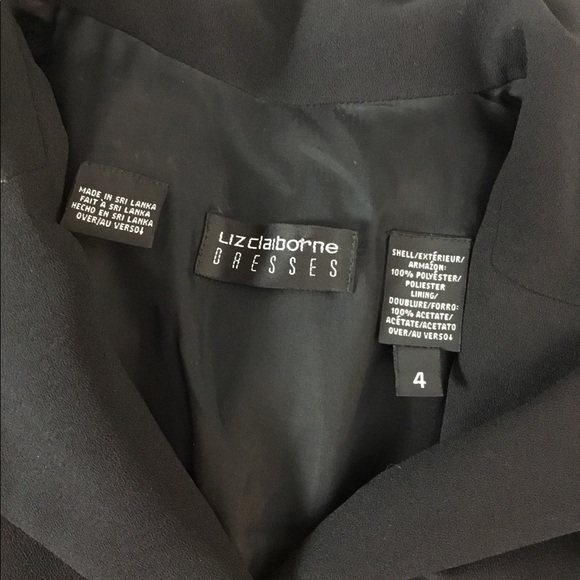 MADE IN SRI LANKA
FAIT À SRI LANKA
HECHO EN SRI LANKA
OVER/AU VERSO↓
Liz claiborne
DRESSES
SHELL/EXTÉRIEUR/
ARMAZON:
100% POLYESTER/
POLIESTER
LINING/
DOUBLURE/FORRO:
100% ACETATE/
ACÉTATE/ACETATO
OVER/AU VERSO↓
4